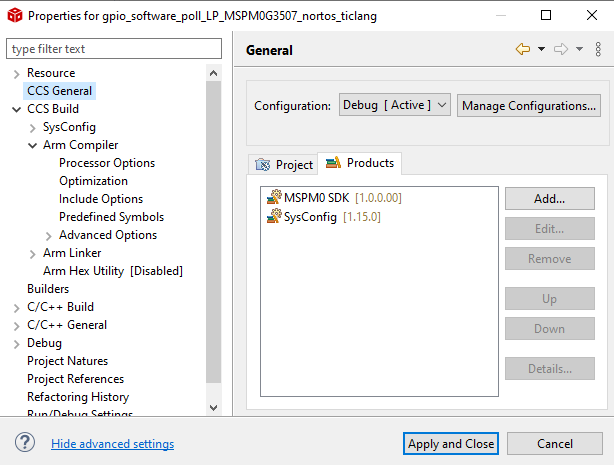 Properties for gpio_software_poll_LP_MSPM0G3507_nortos_ticlang
type filter text
Resource
CCS General
CCS Build
SysConfig
Arm Compiler
Processor Options
Optimization
Include Options
Predefined Symbols
Advanced Options
Arm Linker
Arm Hex Utility [Disabled]
Builders
C/C++ Build
C/C++ General
Debug
Project Natures
Project References
Refactoring History
Run/Debug Settings
General
Configuration: Debug [ Active ] Manage Configurations...
Project Products
MSPM0 SDK [1.0.0.00]
SysConfig [1.15.0]
Add...
Edit...
Remove
Up
Down
Details...
Hide advanced settings
Apply and Close Cancel